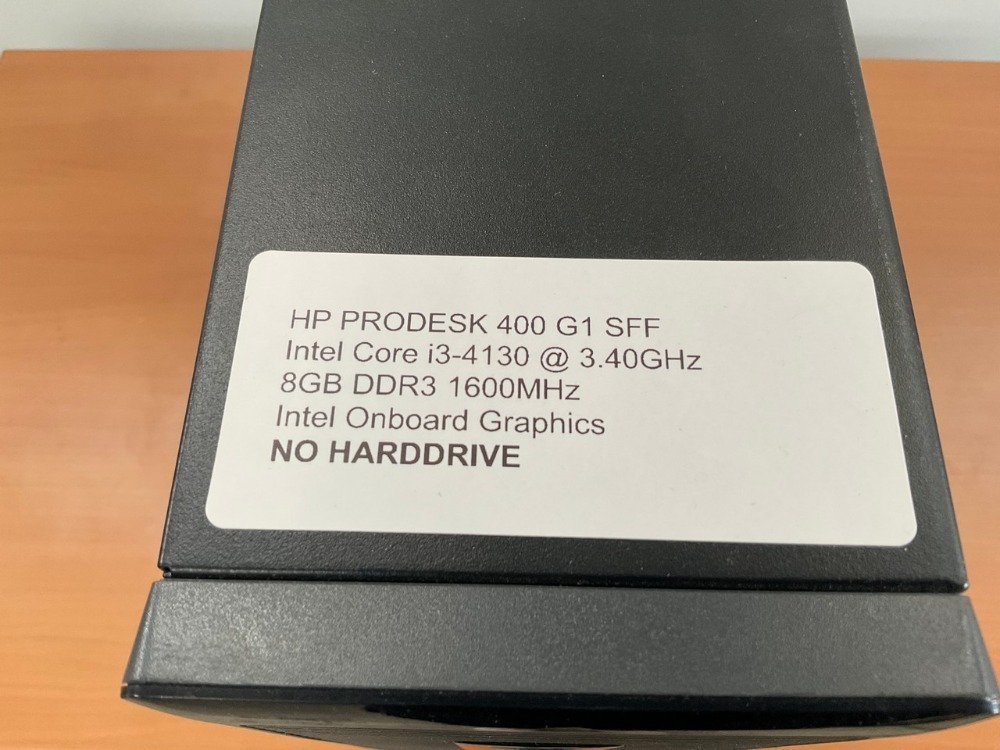 HP PRODESK 400 G1 SFF
Intel Core i3-4130 @ 3.40GHz
8GB DDR3 1600MHz
Intel Onboard Graphics
NO HARDDRIVE